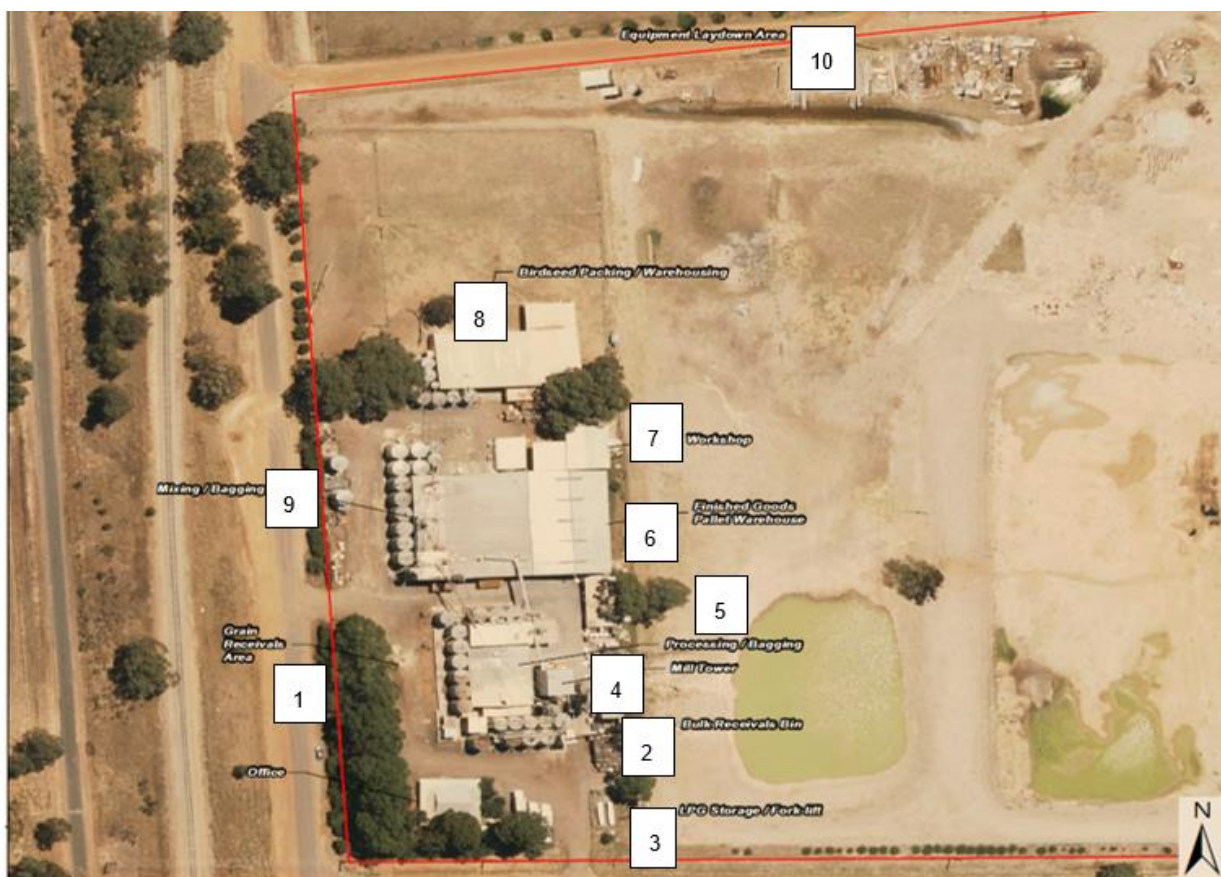 Equipment Laydown Area
10
Birdseed Packing / Warehousing
8
7
Workshop
Mixing / Bagging
9
Finished Goods
Pallet Warehouse
6
5
Grain
Receivals
Area
Processing / Bagging
Mill Tower
1
4
Bulk Receivals Bin
2
Office
LPG Storage / Fork-lift
3
N